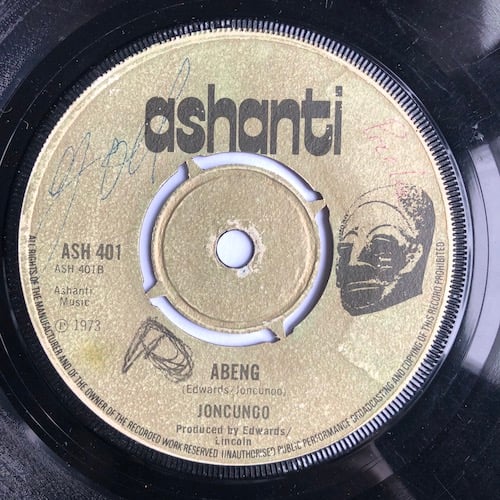 ashanti
ASH 401
ASH 401B
Ashanti
Music
℗ 1973
ABENG
(Edwards/Joncungo)
JONCUNGO
Produced by Edwards/
Lincoln
ALL RIGHTS OF THE MANUFACTURER AND OF THE OWNER OF THE RECORDED WORK RESERVED UNAUTHORISED PUBLIC PERFORMANCE BROADCASTING AND COPYING OF THIS RECORD PROHIBITED